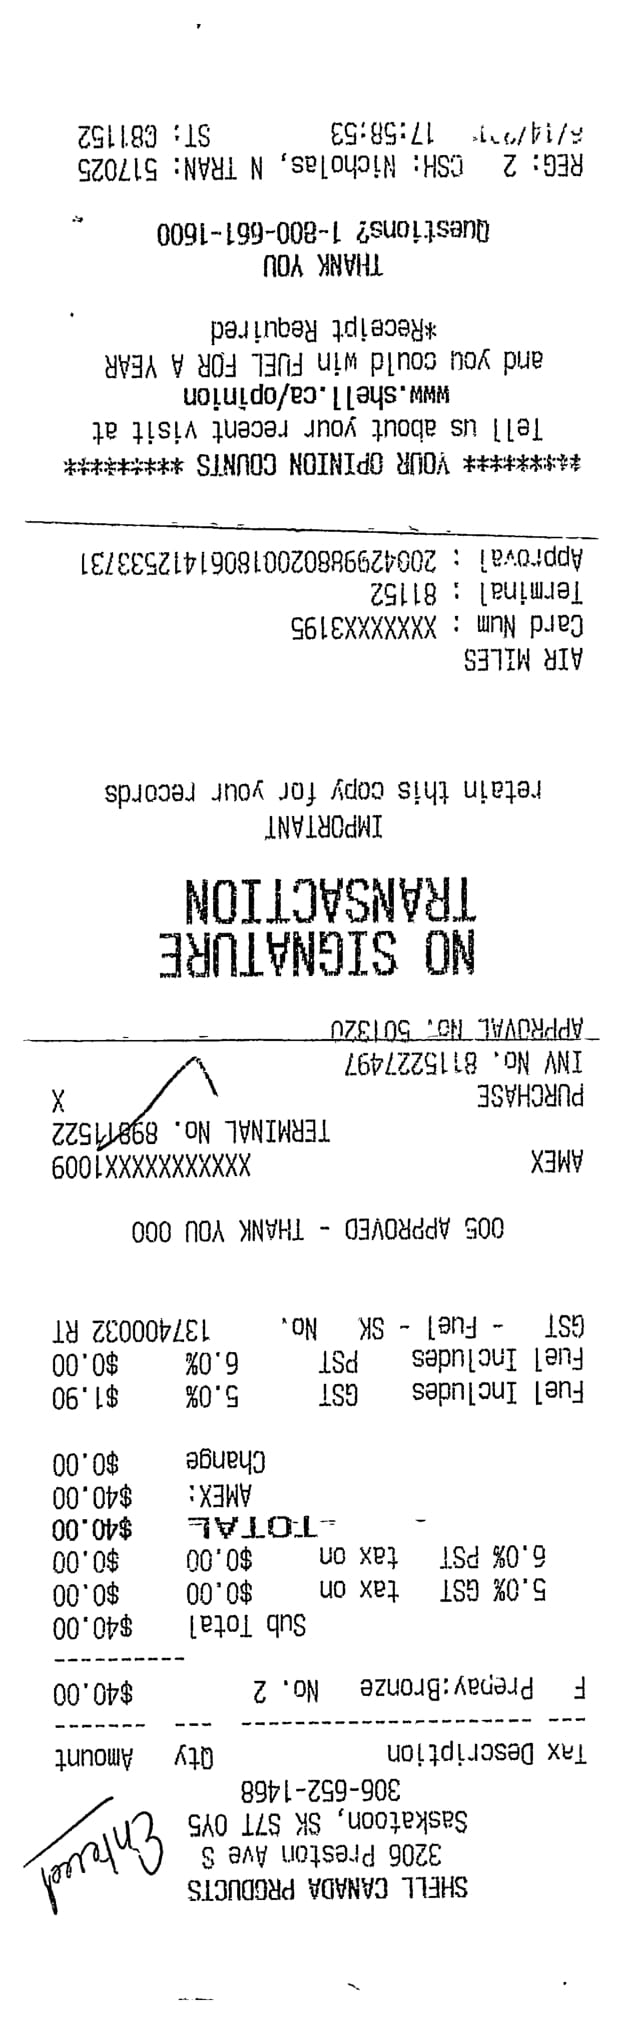 SHELL CANADA PRODUCTS
3206 Preston Ave S
Saskatoon, SK S7T 0Y5
306-652-1468
Entered
Tax Description Qty Amount
--- ---------------------- --- -------
F Prepay:Bronze No. 2 $40.00
----------
Sub Total $40.00
5.0% GST tax on $0.00 $0.00
6.0% PST tax on $0.00 $0.00
TOTAL $40.00
AMEX: $40.00
Change $0.00
Fuel Includes GST 5.0% $1.90
Fuel Includes PST 6.0% $0.00
GST - Fuel - SK No. 137400032 RT
005 APPROVED - THANK YOU 000
AMEX XXXXXXXXXXX1009
TERMINAL No. 89811522
PURCHASE X
INV No. 8115227497
APPROVAL No. 501320
NO SIGNATURE
TRANSACTION
IMPORTANT
retain this copy for your records
AIR MILES
Card Num : XXXXXXX3195
Terminal : 81152
Approval : 20042998802001806141253­3731
********* YOUR OPINION COUNTS *********
Tell us about your recent visit at
www.shell.ca/opinion
and you could win FUEL FOR A YEAR
*Receipt Required
THANK YOU
Questions? 1-800-661-1600
REG: 2 CSH: Nicholas, N TRAN: 517025
17:58:53 ST: C81152